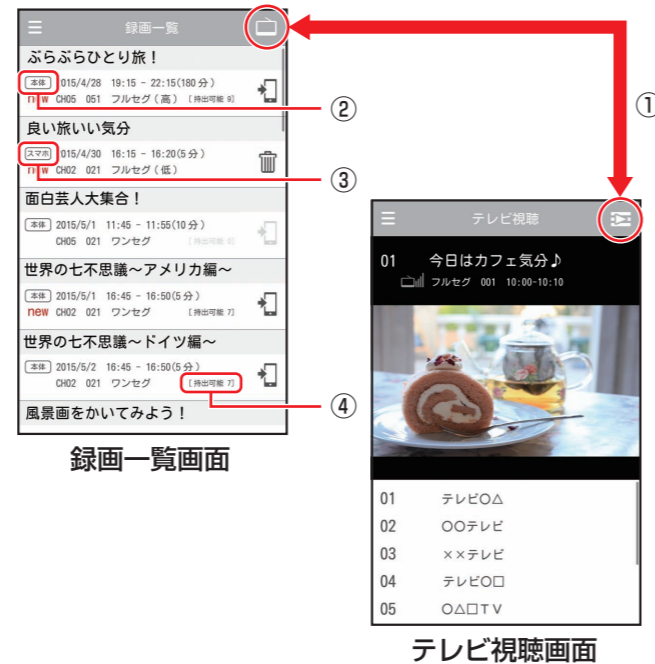 録画一覧
ぶらぶらひとり旅！
本体 2015/4/28 19:15 - 22:15(180分)
new CH05 051 フルセグ(高) [持出可能 9]
②
①
良い旅いい気分
スマホ 2015/4/30 16:15 - 16:20(5分)
new CH02 021 フルセグ(低)
③
面白芸人大集合！
本体 2015/5/1 11:45 - 11:55(10分)
CH05 021 ワンセグ [持出可能 0]
世界の七不思議～アメリカ編～
本体 2015/5/1 16:45 - 16:50(5分)
new CH02 021 ワンセグ [持出可能 7]
世界の七不思議～ドイツ編～
本体 2015/5/2 16:45 - 16:50(5分)
CH02 021 ワンセグ [持出可能 7]
④
風景画をかいてみよう！
録画一覧画面
テレビ視聴
01 今日はカフェ気分♪
フルセグ 001 10:00-10:10
01 テレビ○△
02 ○○テレビ
03 ××テレビ
04 テレビ○□
05 ○△□TV
テレビ視聴画面